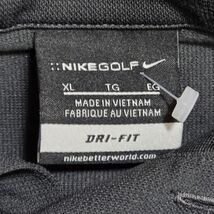 NIKEGOLF
XL TG EG
MADE IN VIETNAM
FABRIQUE AU VIETNAM
DRI-FIT
nikebetterworld.com